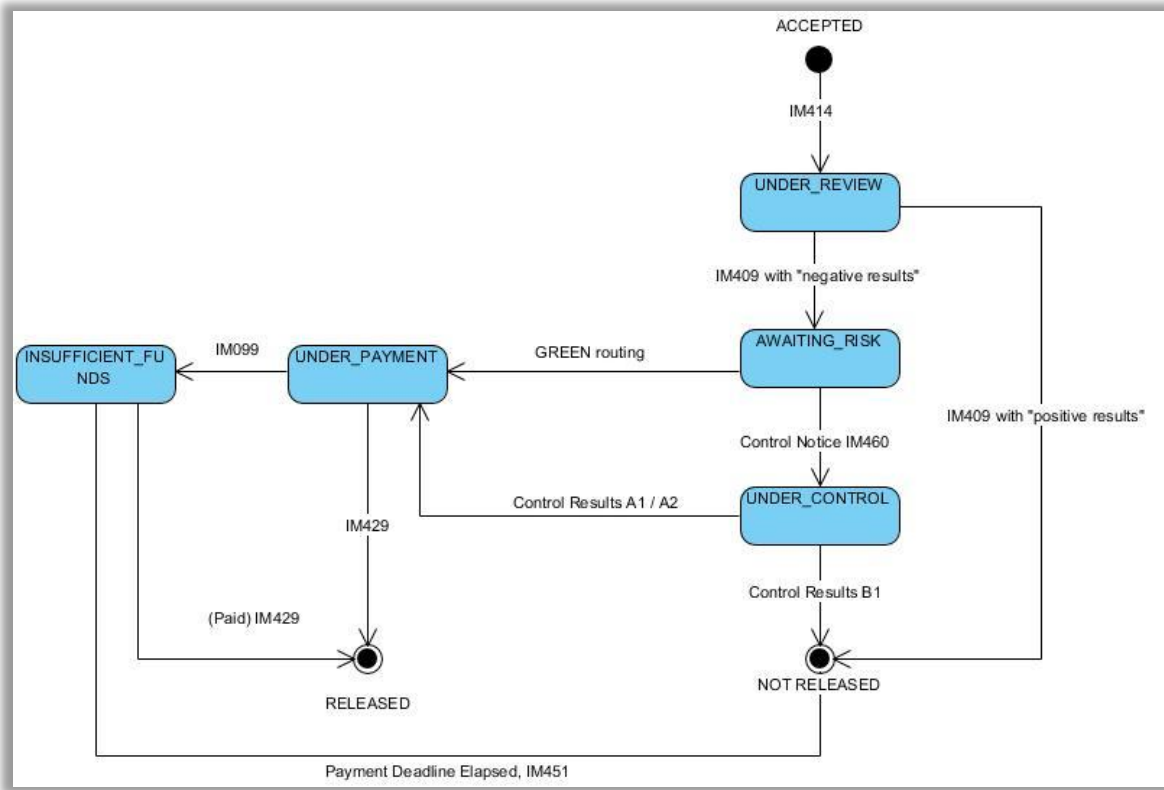 ACCEPTED
IM414
UNDER_REVIEW
IM409 with "negative results"
INSUFFICIENT_FU
NDS
IM099
UNDER_PAYMENT
GREEN routing
AWAITING_RISK
IM409 with "positive results"
Control Notice IM460
UNDER_CONTROL
Control Results A1 / A2
IM429
Control Results B1
(Paid) IM429
RELEASED
NOT RELEASED
Payment Deadline Elapsed, IM451